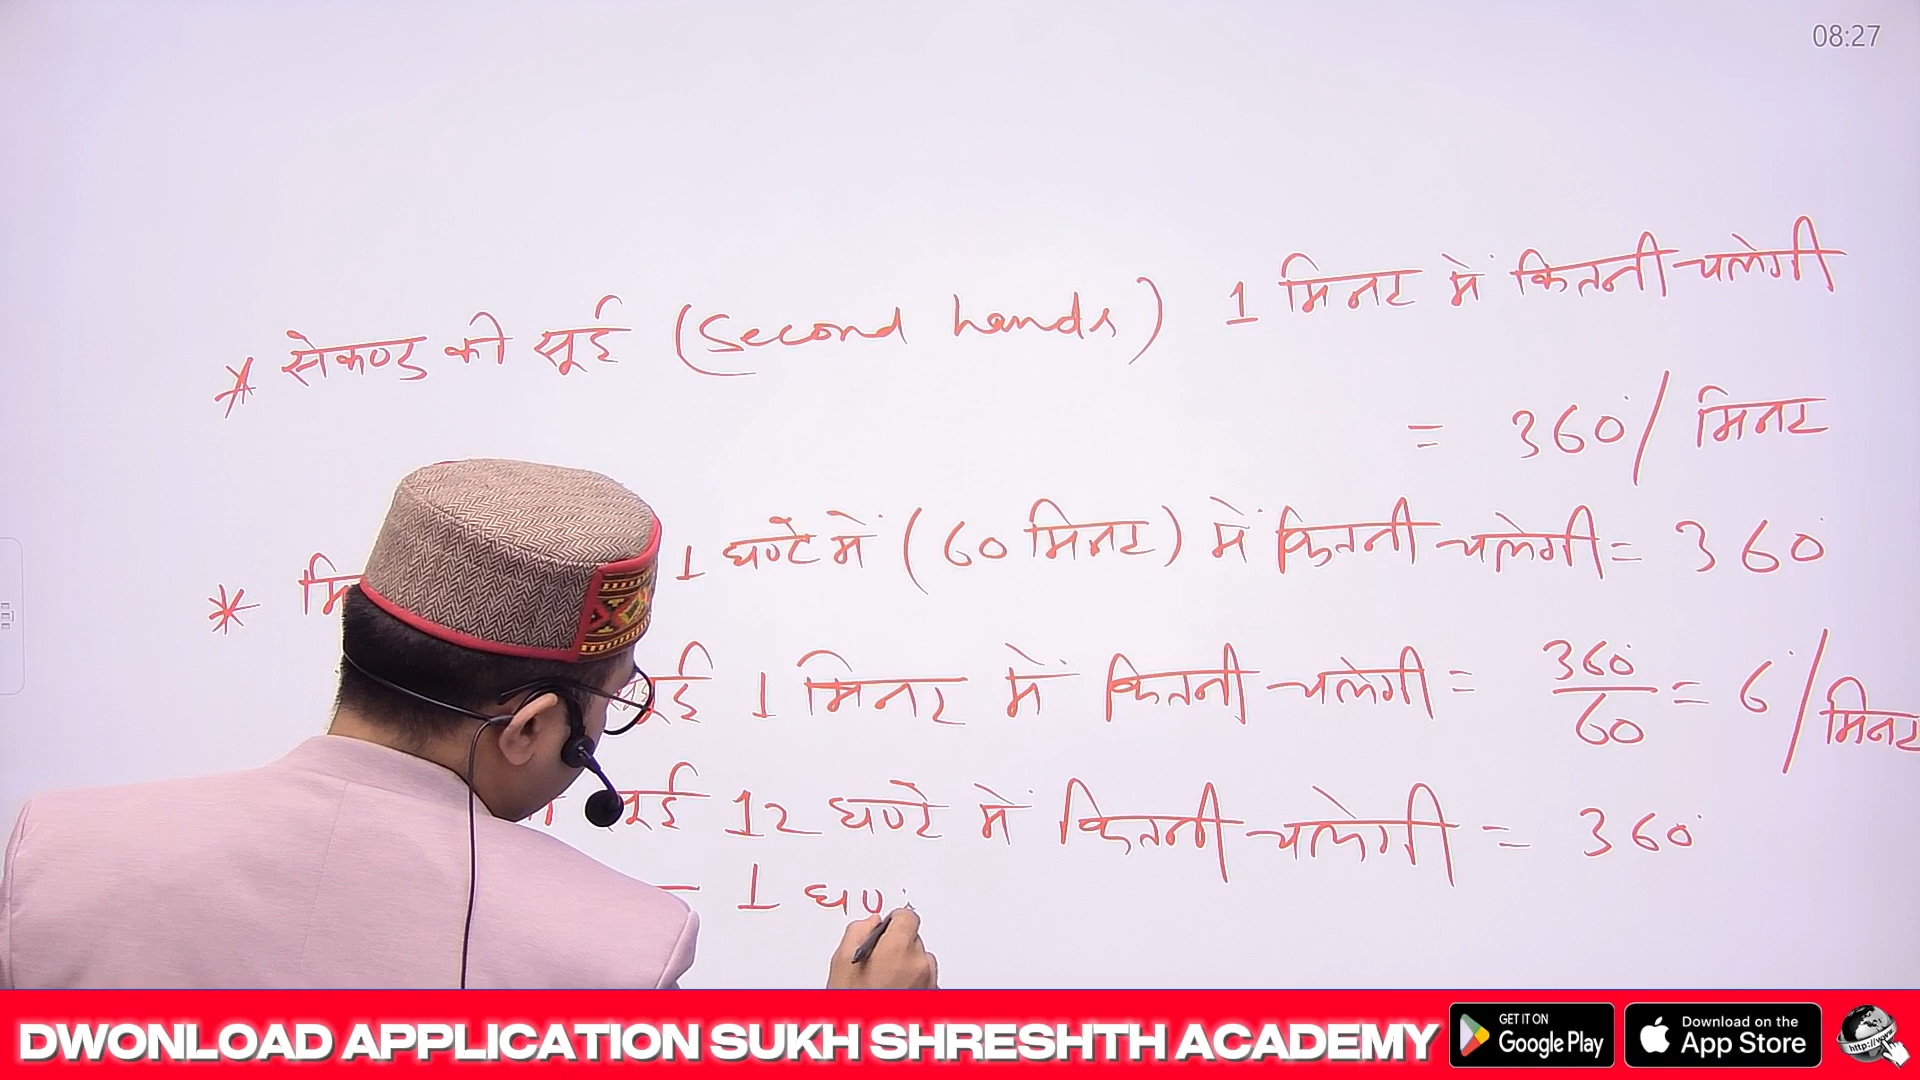 08:27
* सेकण्ड की सूई (Second hands) 1 मिनट में कितनी चलेगी
= 360°/मिनट
* 1 घण्टे में (60 मिनट) में कितनी चलेगी = 360°
सूई 1 मिनट में कितनी चलेगी = 360°/60 = 6°/मिनट
सूई 12 घण्टे में कितनी चलेगी = 360°
1
DWONLOAD APPLICATION SUKH SHRESHTH ACADEMY
GET IT ON
Google Play
Download on the
App Store
http://www